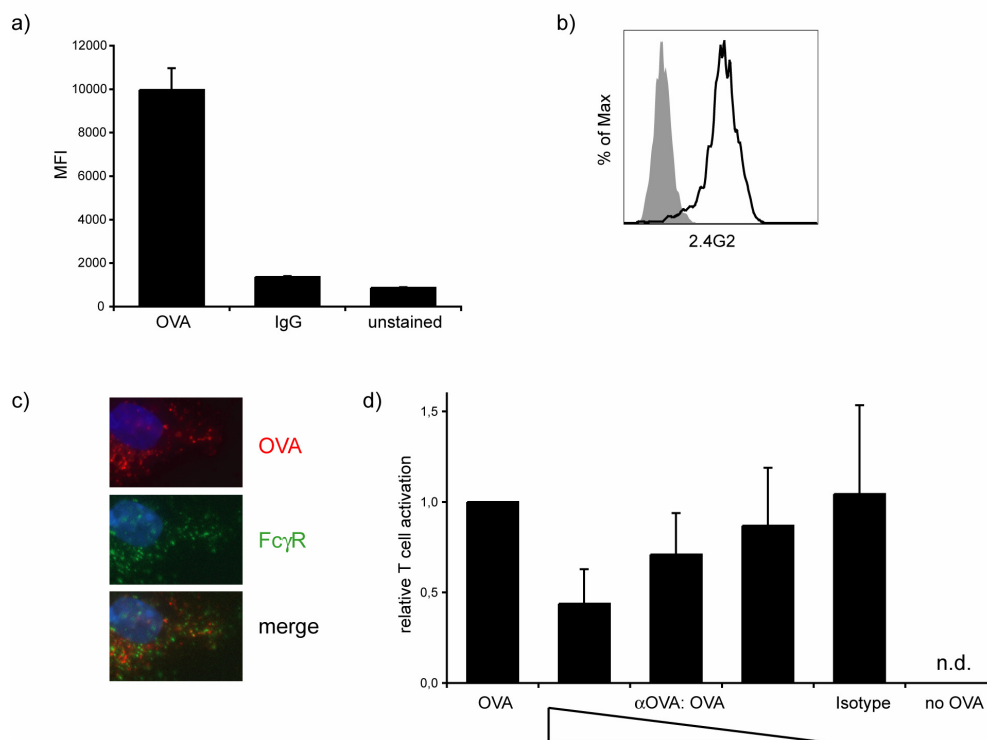 a)
12000
10000
8000
6000
4000
2000
0
MFI
OVA IgG unstained
b)
% of Max
2.4G2
c)
OVA
FcγR
merge
d)
1,5
1,0
0,5
0,0
relative T cell activation
n.d.
OVA αOVA: OVA Isotype no OVA